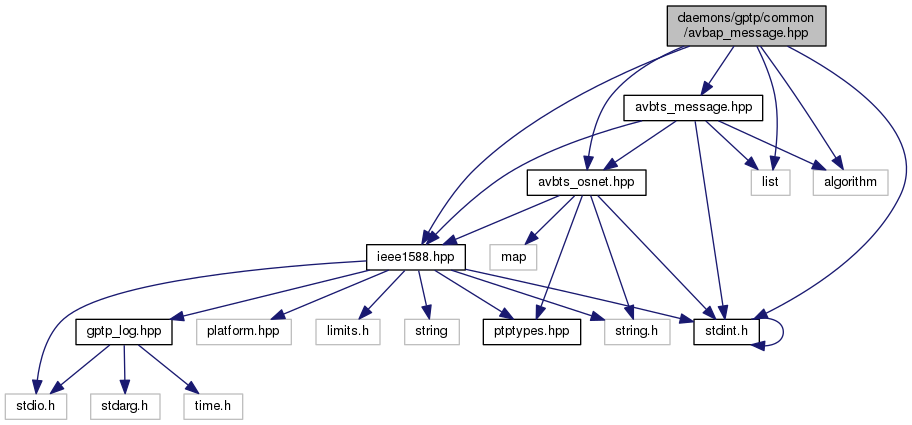 daemons/gptp/common
/avbap_message.hpp
avbts_message.hpp
avbts_osnet.hpp
list
algorithm
ieee1588.hpp
map
gptp_log.hpp
platform.hpp
limits.h
string
ptptypes.hpp
string.h
stdint.h
stdio.h
stdarg.h
time.h